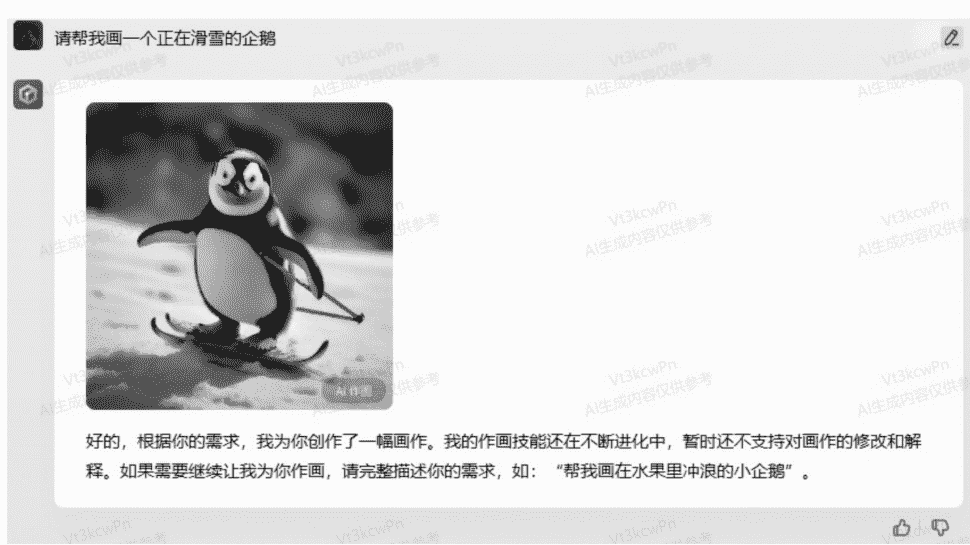 请帮我画一个正在滑雪的企鹅
Vt3kcwPn
AI生成内容仅供参考
AI 作画
好的，根据你的需求，我为你创作了一幅画作。我的作画技能还在不断进化中，暂时还不支持对画作的修改和解
释。如果需要继续让我为你作画，请完整描述你的需求，如：“帮我画在水果里冲浪的小企鹅”。